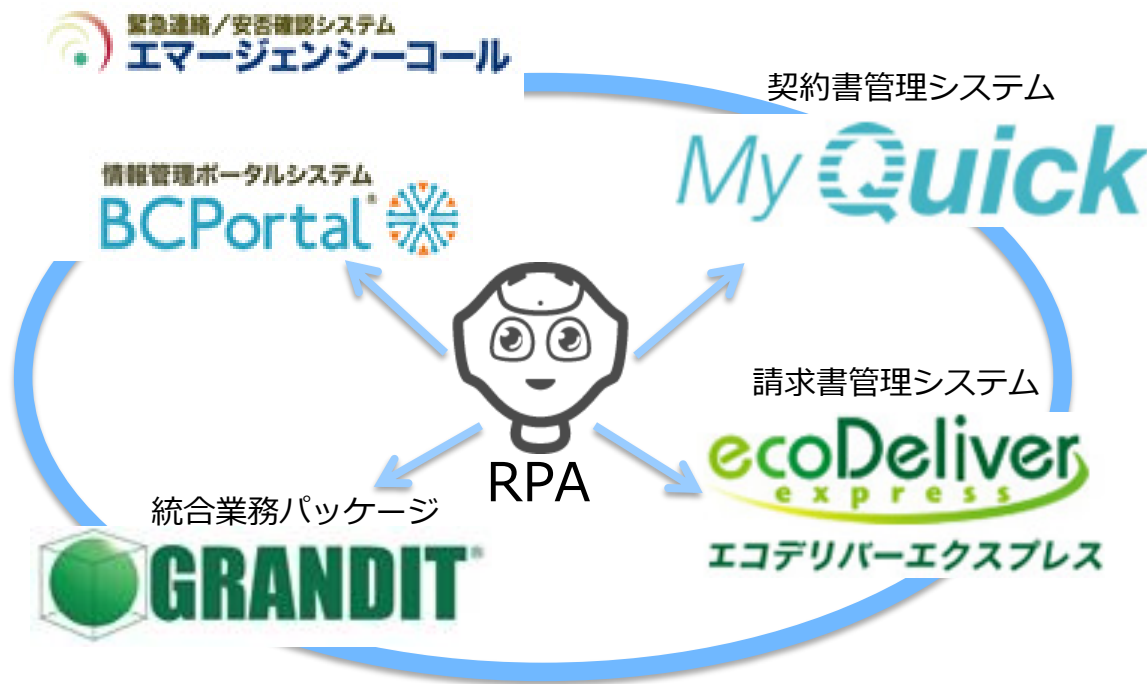 緊急連絡/安否確認システム
エマージェンシーコール
契約書管理システム
My Quick
情報管理ポータルシステム
BCPortal®
請求書管理システム
ecoDeliver
express
エコデリバーエクスプレス
RPA
統合業務パッケージ
GRANDIT®